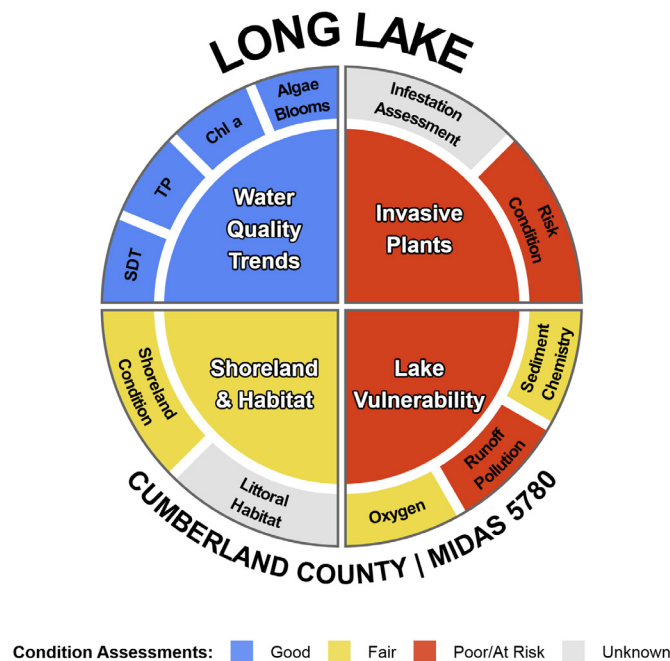 LONG LAKE
Algae
Blooms
Chl a
TP
SDT
Water
Quality
Trends
Infestation
Assessment
Risk
Condition
Invasive
Plants
Shoreland
& Habitat
Shoreland
Condition
Littoral
Habitat
Lake
Vulnerability
Sediment
Chemistry
Runoff
Pollution
Oxygen
CUMBERLAND COUNTY | MIDAS 5780
Condition Assessments: Good Fair Poor/At Risk Unknown